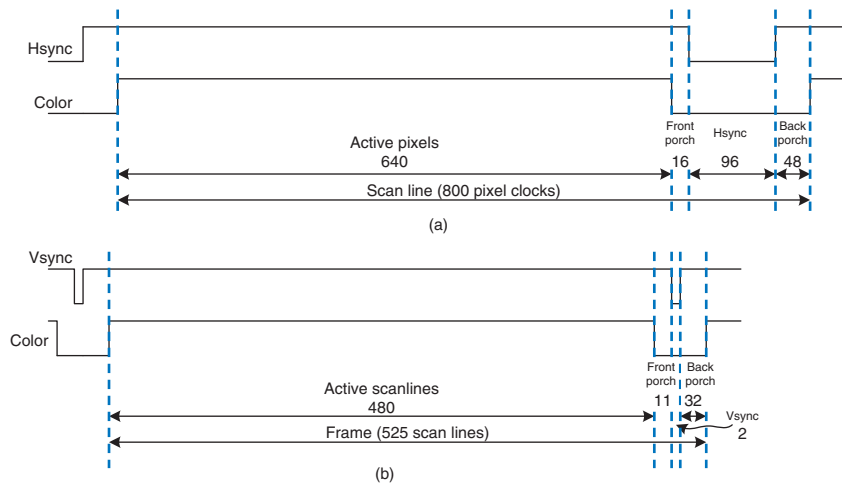 Hsync
Color
Front
porch
Hsync
Back
porch
Active pixels
640
16
96
48
Scan line (800 pixel clocks)
(a)
Vsync
Color
Front
porch
Back
porch
Active scanlines
480
11
32
Vsync
2
Frame (525 scan lines)
(b)